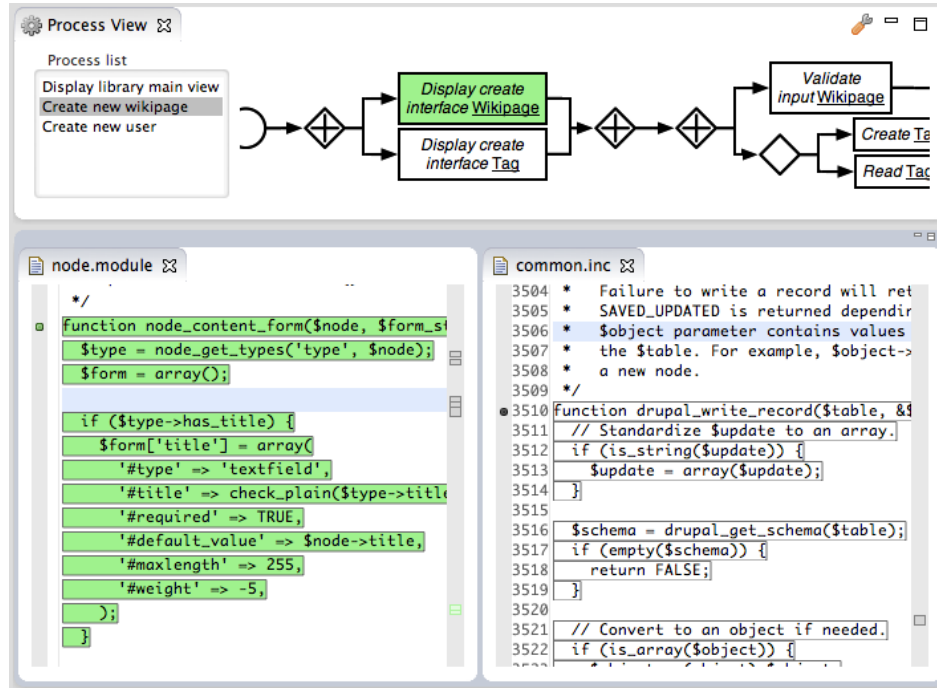 Process View
Process list
Display library main view
Create new wikipage
Create new user
Display create
interface Wikipage
Display create
interface Tag
Validate
input Wikipage
Create Ta
Read Tag
node.module
*/
function node_content_form($node, $form_st
$type = node_get_types('type', $node);
$form = array();
if ($type->has_title) {
$form['title'] = array(
'#type' => 'textfield',
'#title' => check_plain($type->title
'#required' => TRUE,
'#default_value' => $node->title,
'#maxlength' => 255,
'#weight' => -5,
);
}
common.inc
3504 *   Failure to write a record will ret
3505 *   SAVED_UPDATED is returned dependin
3506 *   $object parameter contains values
3507 *   the $table. For example, $object->
3508 *   a new node.
3509 */
3510 function drupal_write_record($table, &$
3511 // Standardize $update to an array.
3512 if (is_string($update)) {
3513 $update = array($update);
3514 }
3515
3516 $schema = drupal_get_schema($table);
3517 if (empty($schema)) {
3518 return FALSE;
3519 }
3520
3521 // Convert to an object if needed.
3522 if (is_array($object)) {